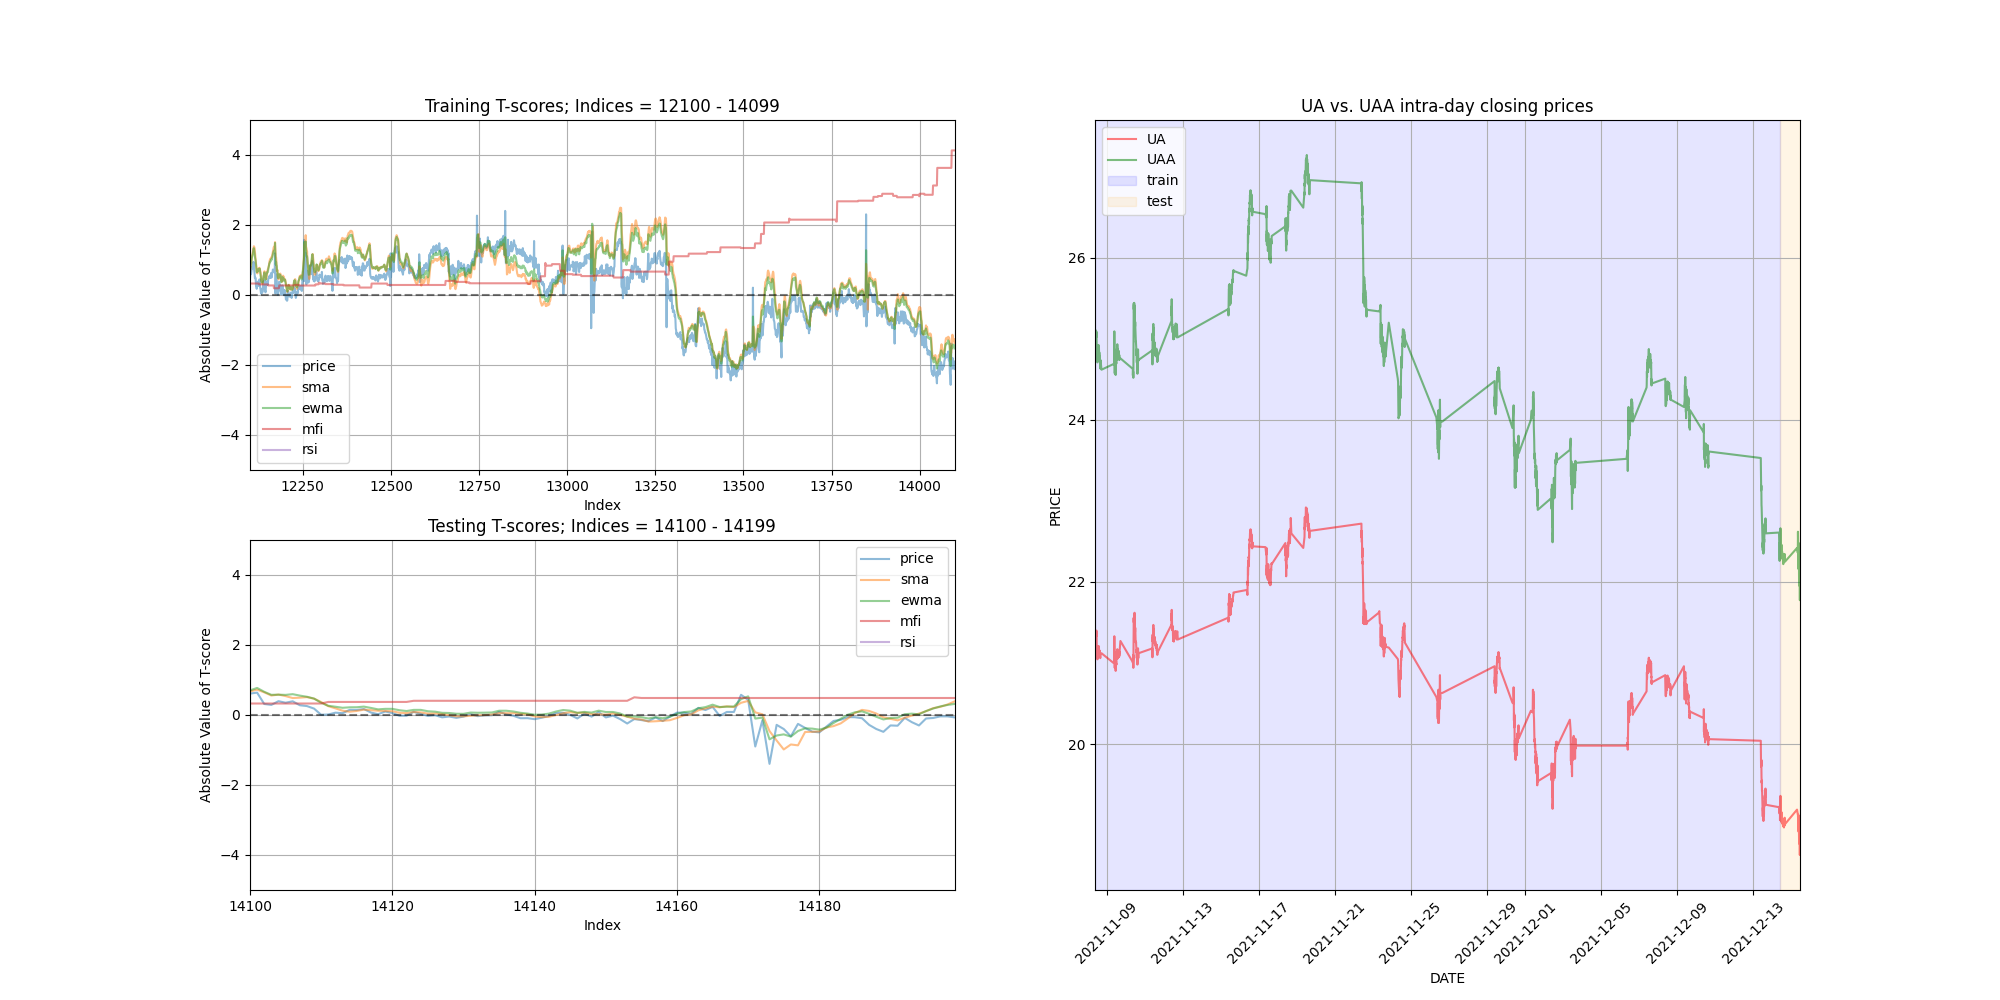 Training T-scores; Indices = 12100 - 14099
Absolute Value of T-score
4
2
0
−2
−4
price
sma
ewma
mfi
rsi
12250 12500 12750 13000 13250 13500 13750 14000
Index
Testing T-scores; Indices = 14100 - 14199
Absolute Value of T-score
4
2
0
−2
−4
price
sma
ewma
mfi
rsi
14100 14120 14140 14160 14180
Index
UA vs. UAA intra-day closing prices
UA
UAA
train
test
PRICE
26
24
22
20
2021-11-09 2021-11-13 2021-11-17 2021-11-21 2021-11-25 2021-11-29 2021-12-01 2021-12-05 2021-12-09 2021-12-13
DATE